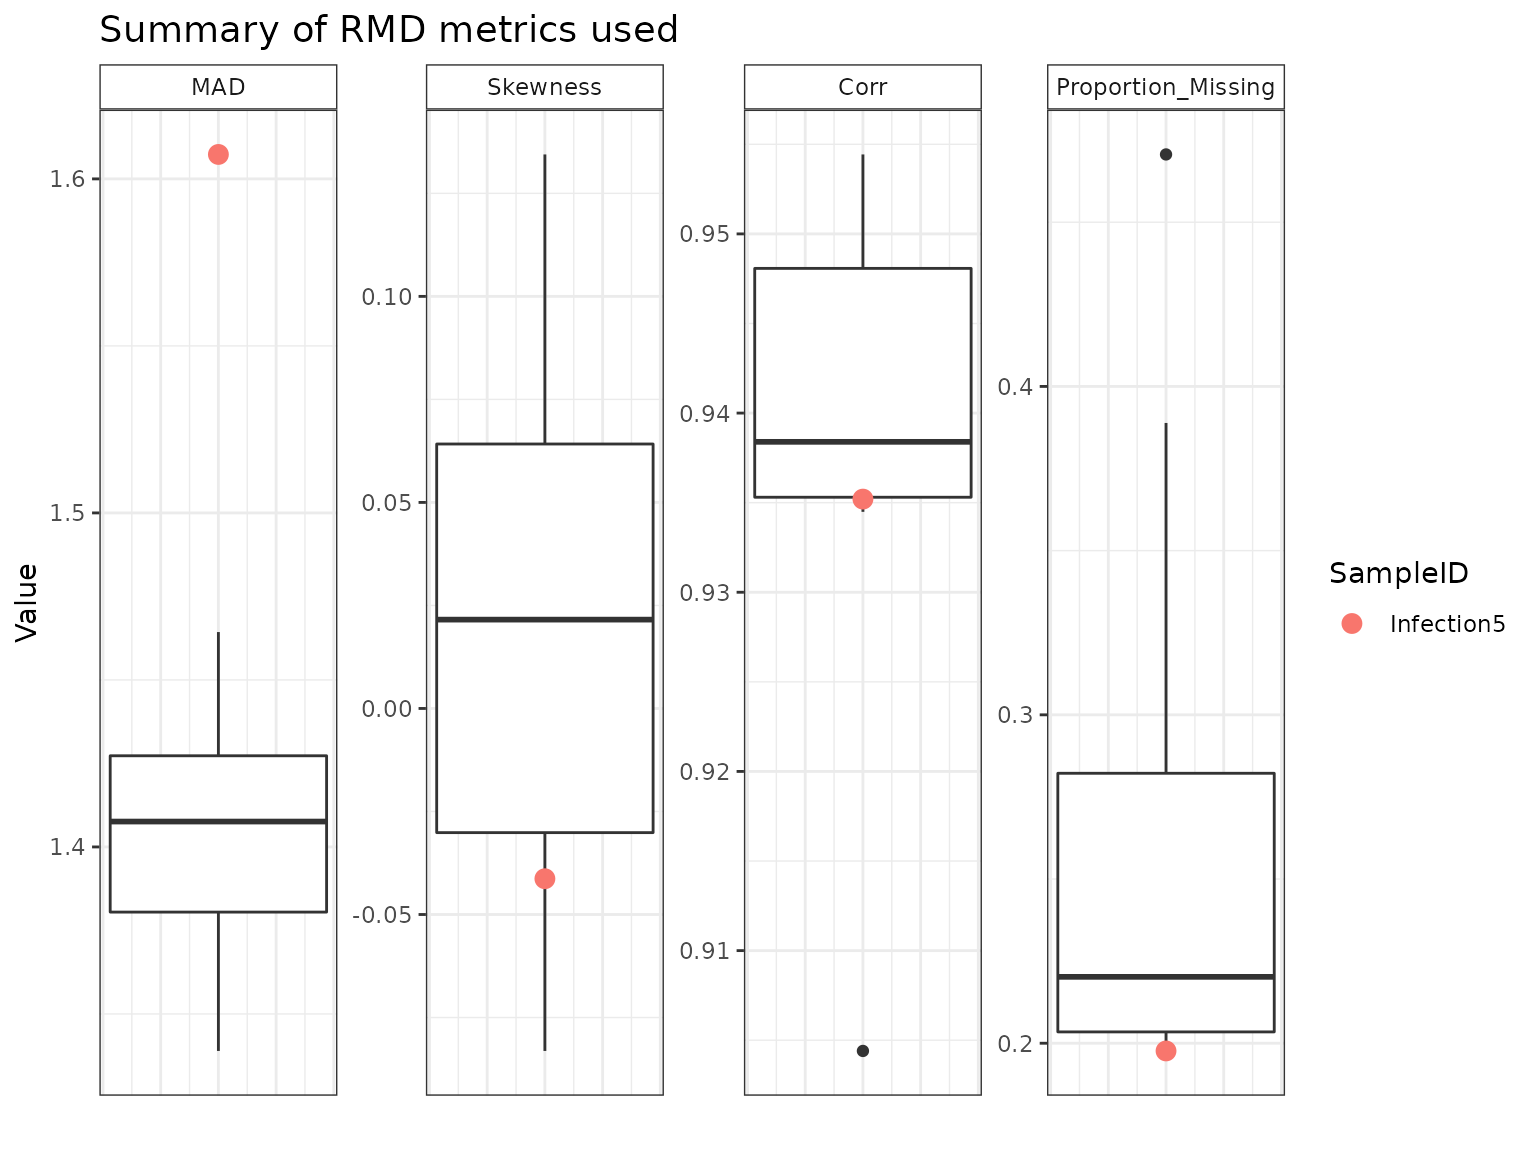 Summary of RMD metrics used
MAD
Skewness
Corr
Proportion_Missing
Value
1.6
1.5
1.4
0.10
0.05
0.00
-0.05
0.95
0.94
0.93
0.92
0.91
0.4
0.3
0.2
SampleID
Infection5